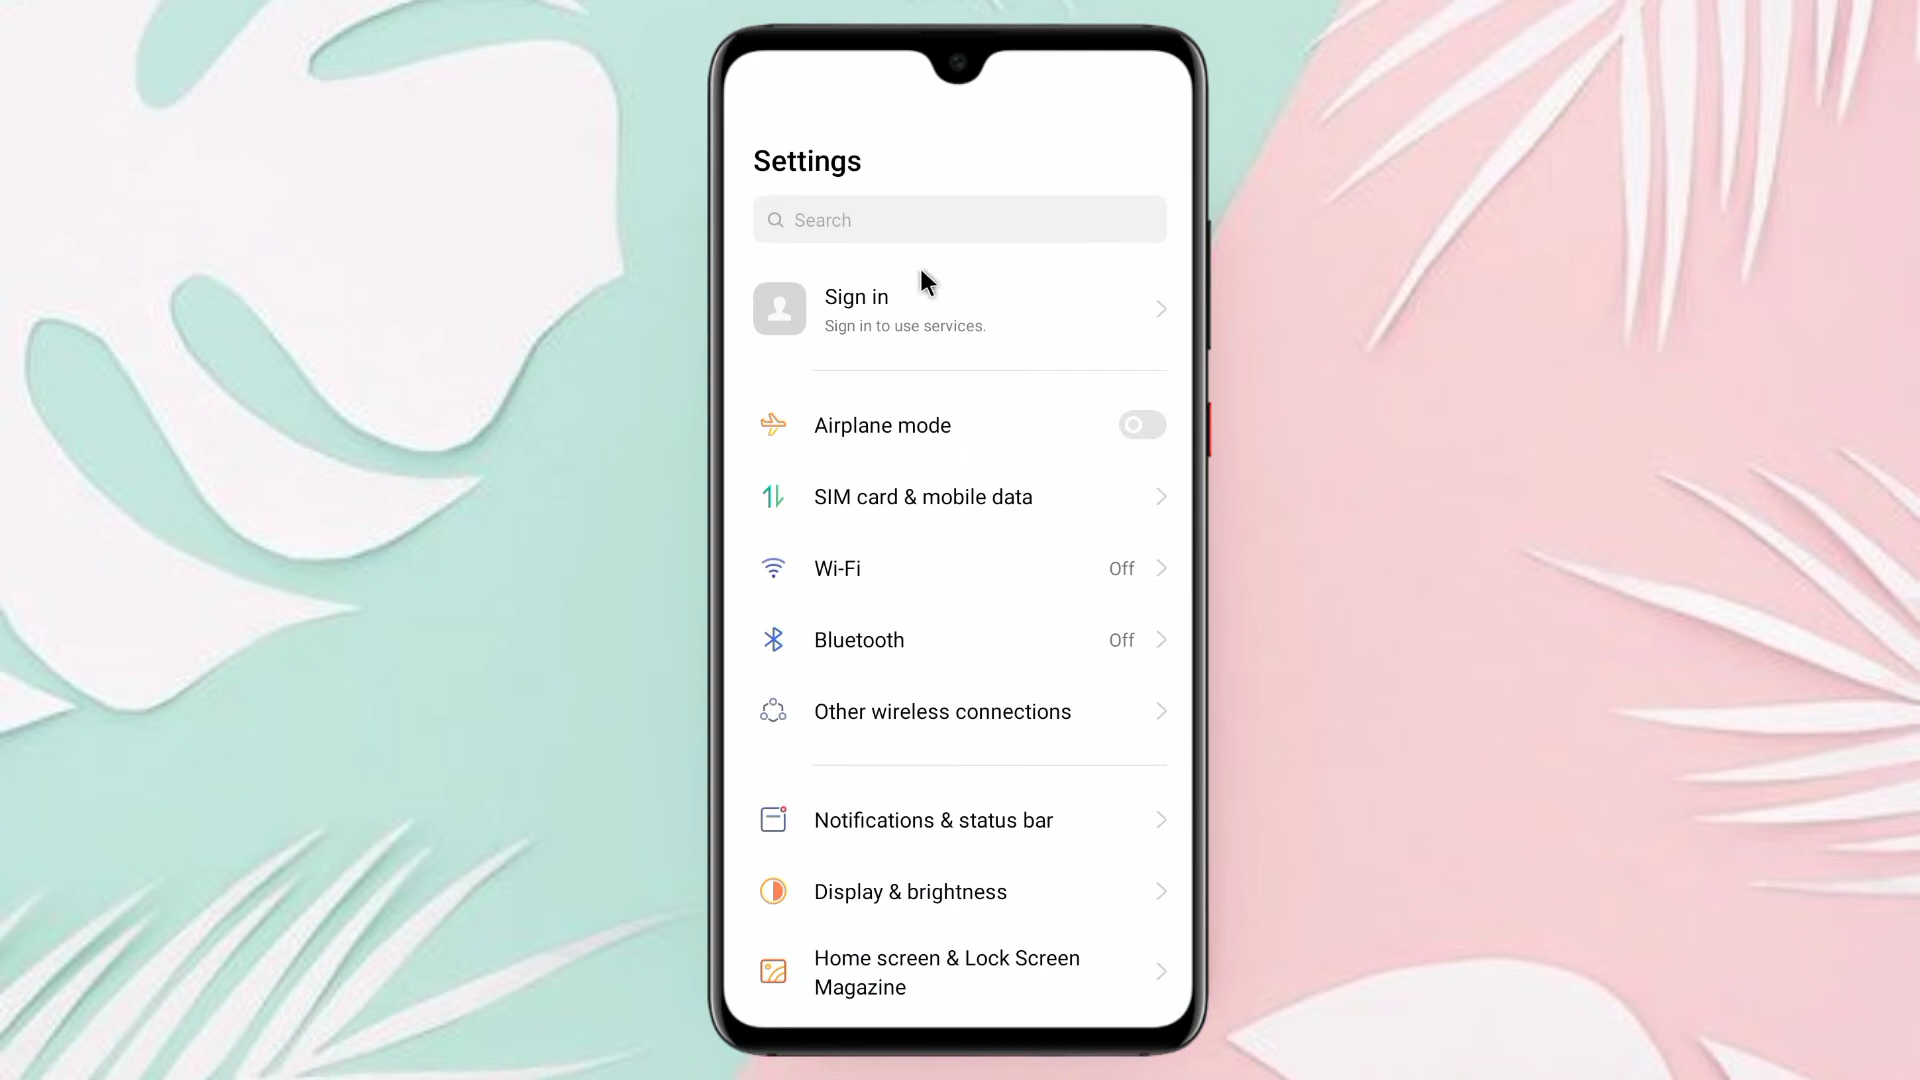 Settings
Search
Sign in
Sign in to use services.
Airplane mode
SIM card & mobile data
Wi-Fi
Off
Bluetooth
Off
Other wireless connections
Notifications & status bar
Display & brightness
Home screen & Lock Screen
Magazine